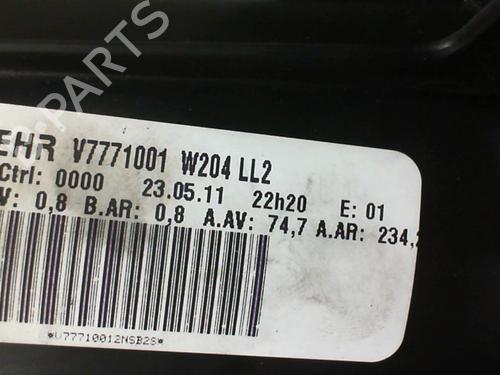 PARTS
EHR V7771001 W204 LL2
Ctrl: 0000 23.05.11 22h20 E: 01
V: 0,8 B.AR: 0,8 A.AV: 74,7 A.AR: 234,2
*V77710012NSB2S*